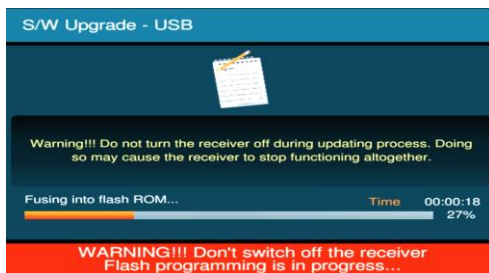 S/W Upgrade - USB
Warning!!! Do not turn the receiver off during updating process. Doing
so may cause the receiver to stop functioning altogether.
Fusing into flash ROM... Time 00:00:18
27%
WARNING!!! Don't switch off the receiver
Flash programming is in progress...